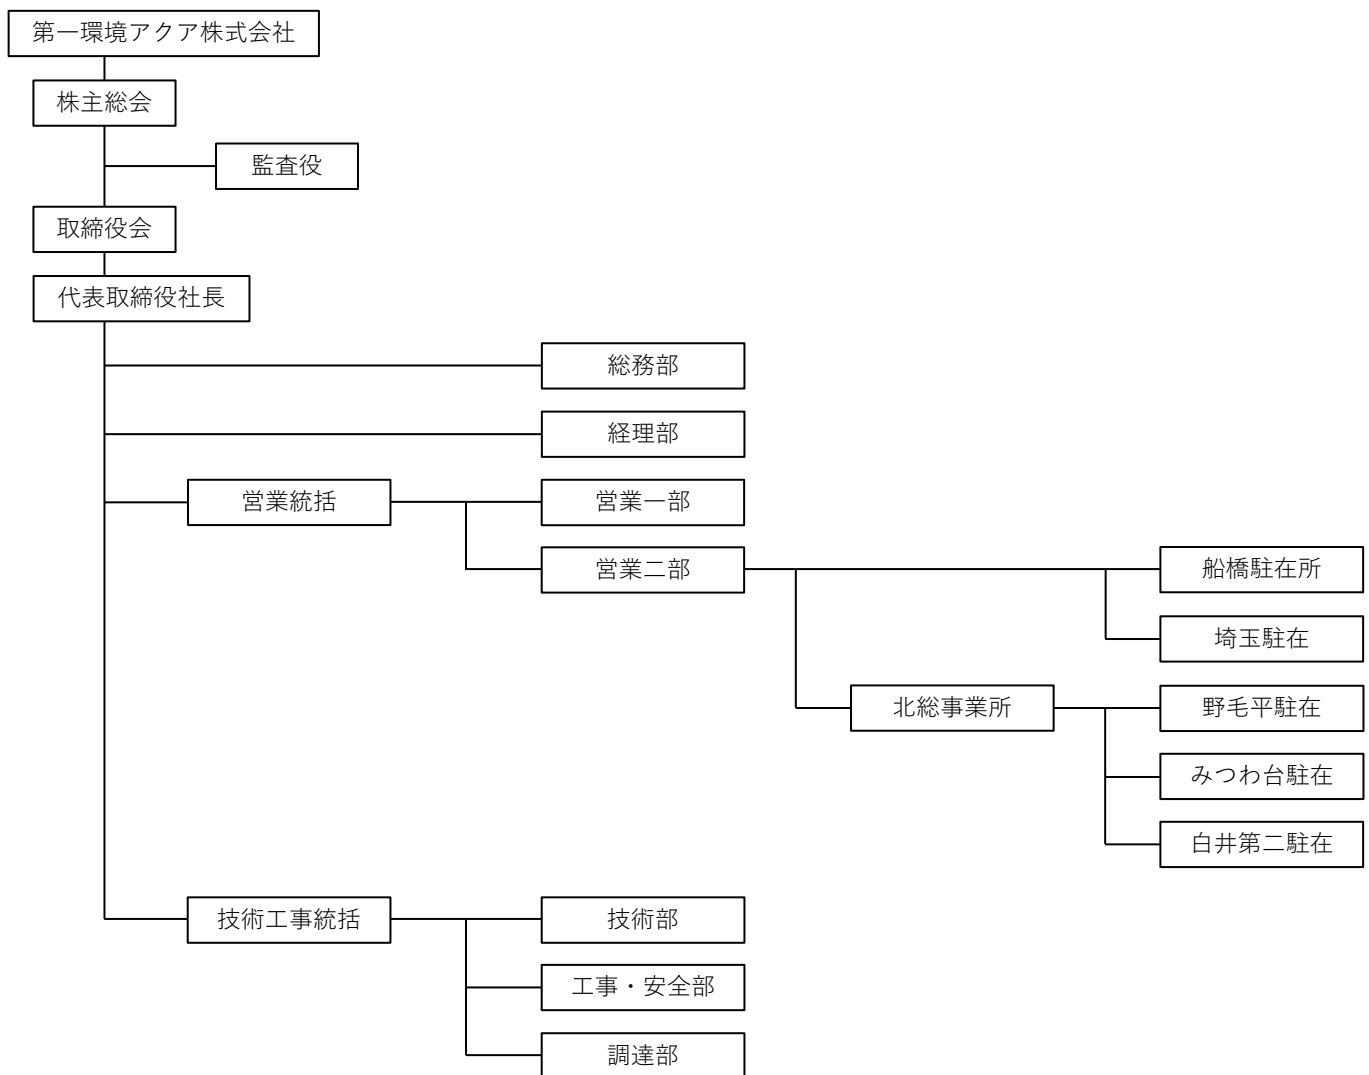 第一環境アクア株式会社
株主総会
監査役
取締役会
代表取締役社長
総務部
経理部
営業統括
営業一部
営業二部
船橋駐在所
埼玉駐在
北総事業所
野毛平駐在
みつわ台駐在
白井第二駐在
技術工事統括
技術部
工事・安全部
調達部